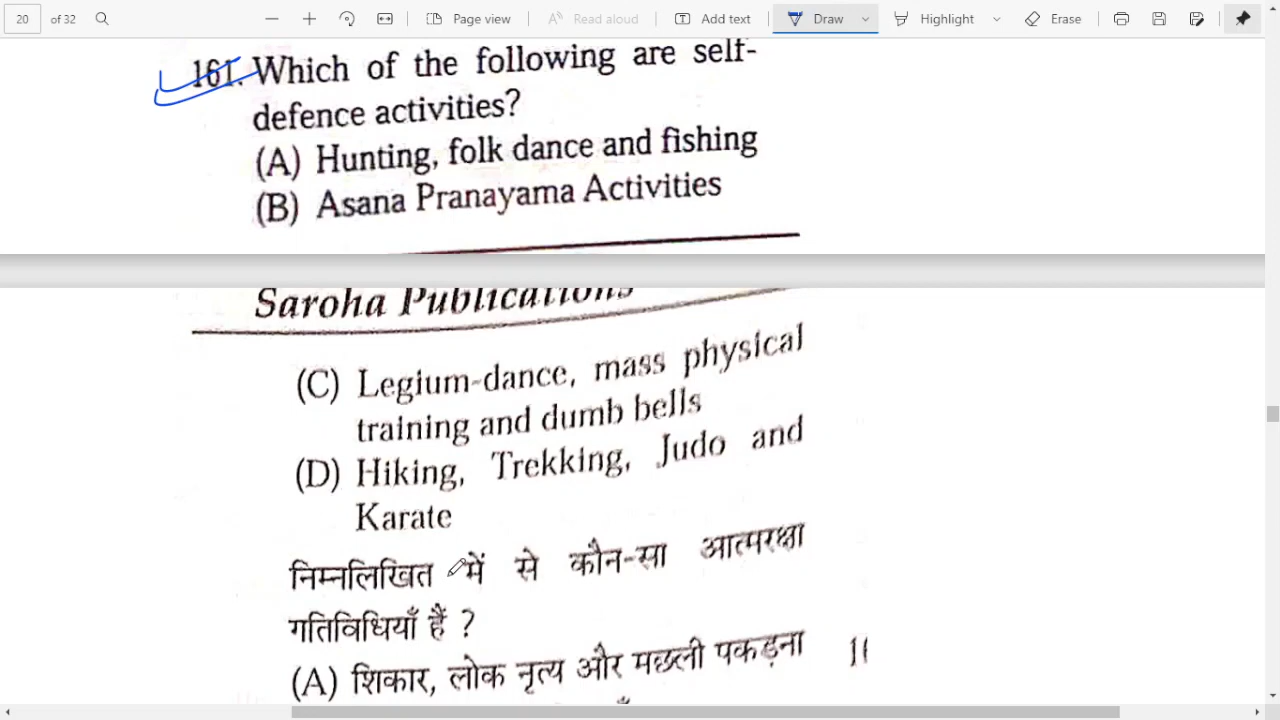 20 of 32 Page view Read aloud Add text Draw Highlight Erase
161. Which of the following are self-
defence activities?
(A) Hunting, folk dance and fishing
(B) Asana Pranayama Activities
Saroha Publications
(C) Legium-dance, mass physical
training and dumb bells
(D) Hiking, Trekking, Judo and
Karate
निम्नलिखित में से कौन-सा आत्मरक्षा
गतिविधियाँ हैं ?
(A) शिकार, लोक नृत्य और मछली पकड़ना